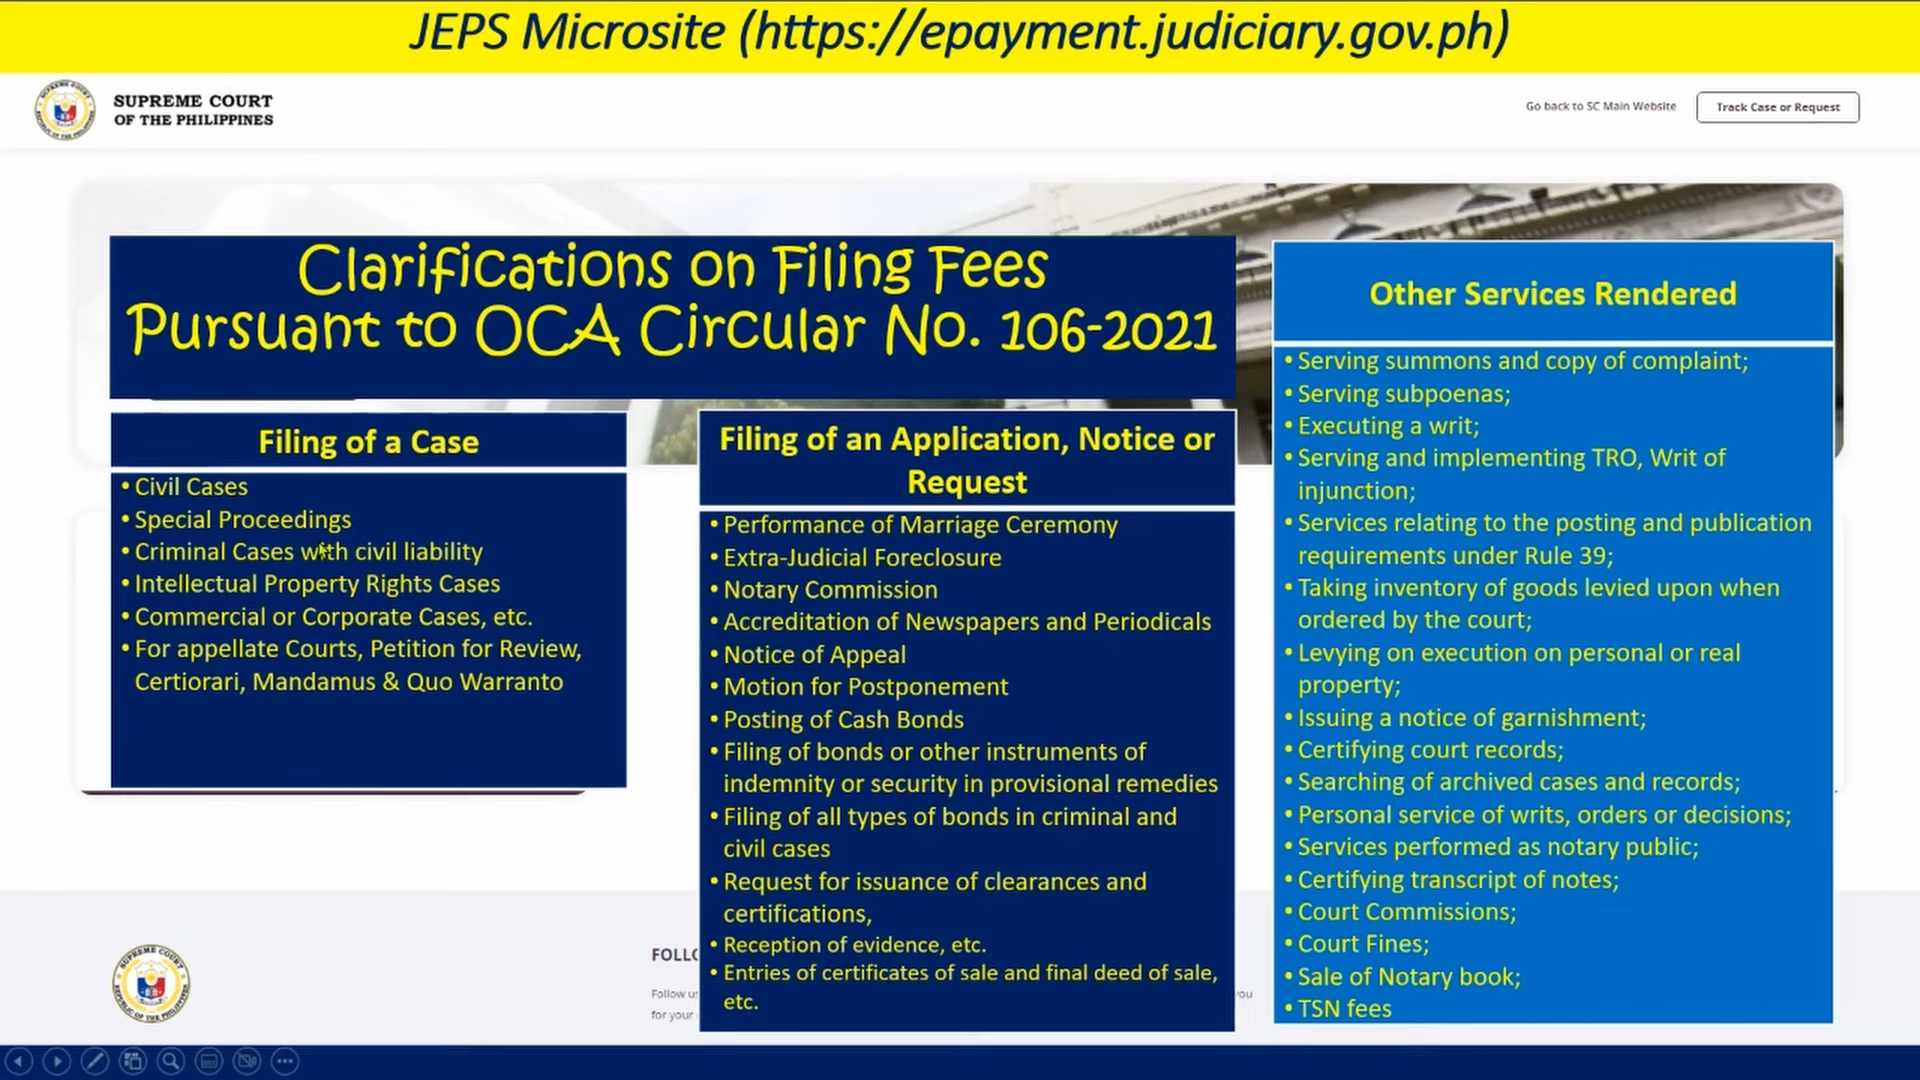 JEPS Microsite (https://epayment.judiciary.gov.ph)
SUPREME COURT
OF THE PHILIPPINES
Go back to SC Main Website
Track Case or Request
Clarifications on Filing Fees
Pursuant to OCA Circular No. 106-2021
Filing of a Case
• Civil Cases
• Special Proceedings
• Criminal Cases with civil liability
• Intellectual Property Rights Cases
• Commercial or Corporate Cases, etc.
• For appellate Courts, Petition for Review,
Certiorari, Mandamus & Quo Warranto
Filing of an Application, Notice or
Request
• Performance of Marriage Ceremony
• Extra-Judicial Foreclosure
• Notary Commission
• Accreditation of Newspapers and Periodicals
• Notice of Appeal
• Motion for Postponement
• Posting of Cash Bonds
• Filing of bonds or other instruments of
indemnity or security in provisional remedies
• Filing of all types of bonds in criminal and
civil cases
• Request for issuance of clearances and
certifications,
• Reception of evidence, etc.
• Entries of certificates of sale and final deed of sale,
etc.
Other Services Rendered
• Serving summons and copy of complaint;
• Serving subpoenas;
• Executing a writ;
• Serving and implementing TRO, Writ of
injunction;
• Services relating to the posting and publication
requirements under Rule 39;
• Taking inventory of goods levied upon when
ordered by the court;
• Levying on execution on personal or real
property;
• Issuing a notice of garnishment;
• Certifying court records;
• Searching of archived cases and records;
• Personal service of writs, orders or decisions;
• Services performed as notary public;
• Certifying transcript of notes;
• Court Commissions;
• Court Fines;
• Sale of Notary book;
• TSN fees
FOLLO
Follow
for your